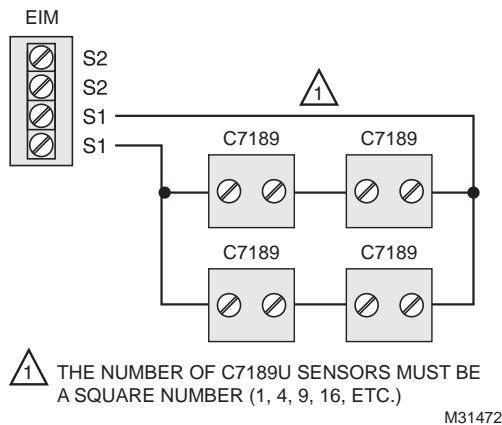 EIM
S2
S2
S1
S1
1
C7189
C7189
C7189
C7189
1 THE NUMBER OF C7189U SENSORS MUST BE
A SQUARE NUMBER (1, 4, 9, 16, ETC.)
M31472